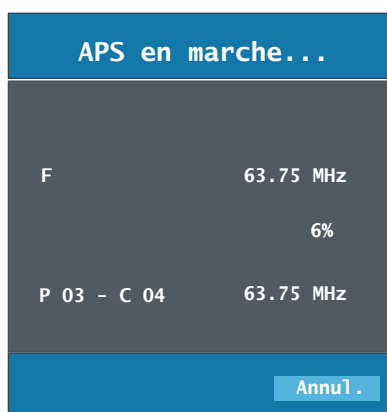 APS en marche...
F 63.75 MHz
6%
P 03 - C 04 63.75 MHz
Annul.